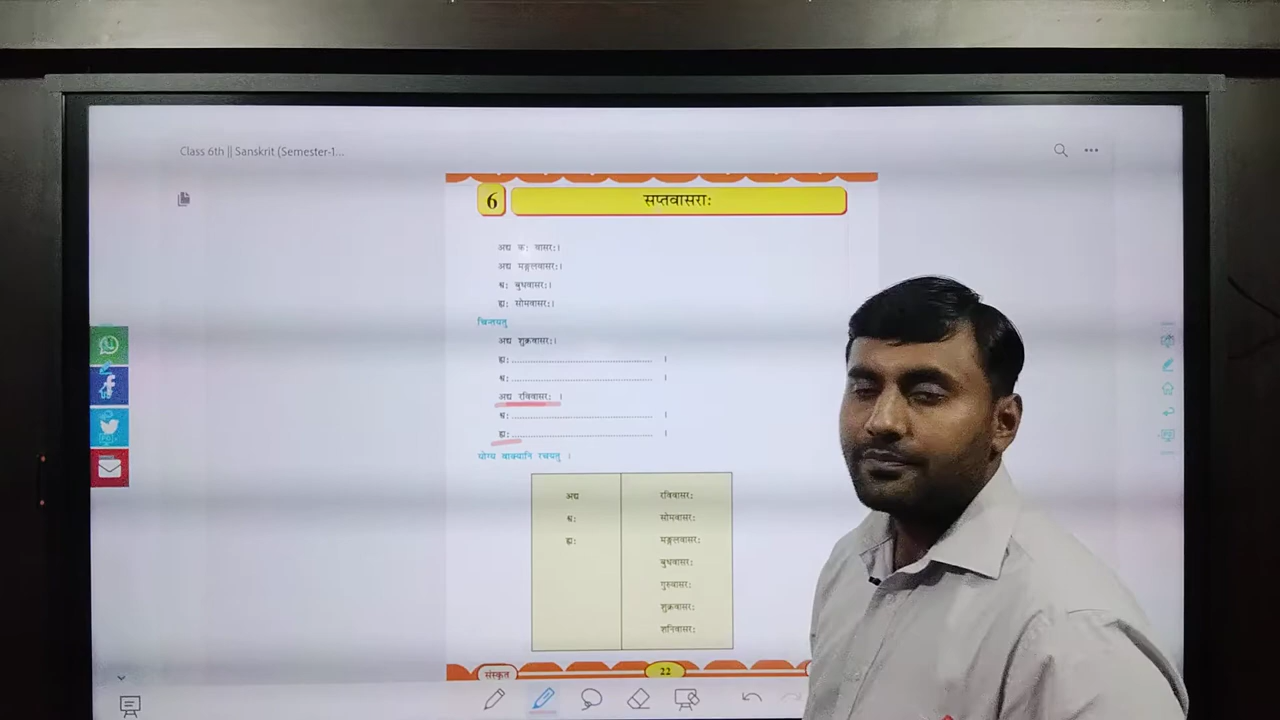 Class 6th || Sanskrit (Semester-1...
6 सप्तवासराः
अद्य कः वासरः।
अद्य मङ्गलवासरः।
श्वः बुधवासरः।
ह्यः सोमवासरः।
चिन्तयतु
अद्य शुक्रवासरः।
ह्यः ........................................ ।
श्वः ........................................ ।
अद्य रविवासरः ।
श्वः ........................................ ।
ह्यः ........................................ ।
योग्य वाक्यानि रचयतु ।
अद्य रविवासरः
श्वः सोमवासरः
ह्यः मङ्गलवासरः
बुधवासरः
गुरुवासरः
शुक्रवासरः
शनिवासरः
संस्कृत 22